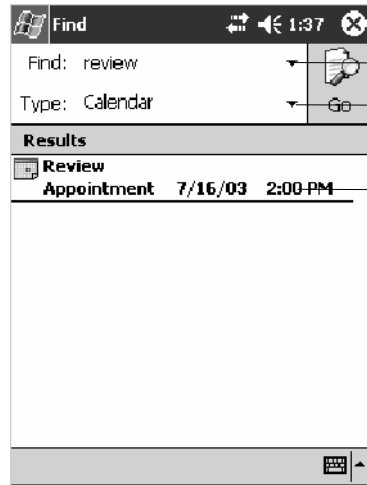 Find 1:37
Find: review
Type: Calendar Go
Results
Review
Appointment 7/16/03 2:00 PM